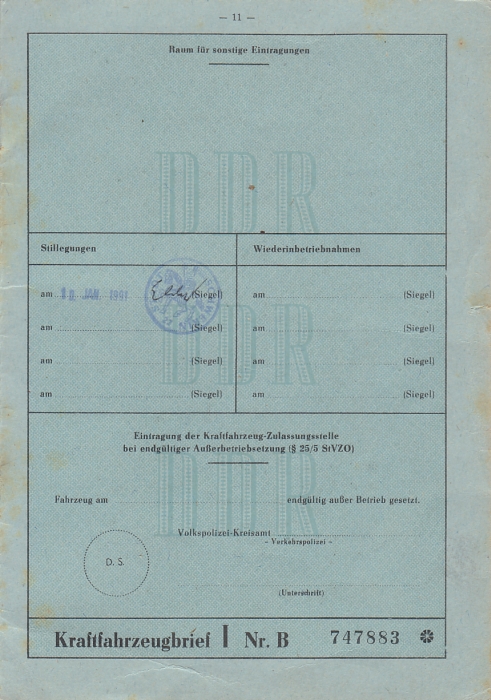 — 11 —
Raum für sonstige Eintragungen
DDR
Stillegungen
Wiederinbetriebnahmen
am JAN. 1991 (Siegel)
am (Siegel)
am (Siegel)
am (Siegel)
am (Siegel)
am (Siegel)
am (Siegel)
am (Siegel)
DDR
Eintragung der Kraftfahrzeug-Zulassungsstelle
bei endgültiger Außerbetriebsetzung (§ 25/5 StVZO)
DDR
Fahrzeug am endgültig außer Betrieb gesetzt.
Volkspolizei-Kreisamt
- Verkehrspolizei -
D. S.
(Unterschrift)
Kraftfahrzeugbrief I Nr. B 747883 ✻